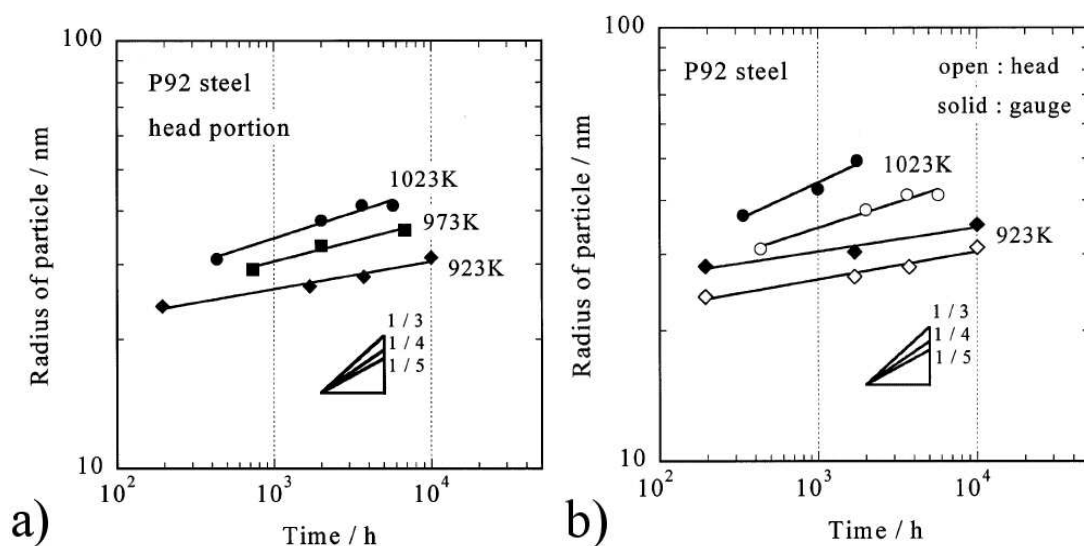 100
P92 steel
head portion
1023K
973K
923K
1 / 3
1 / 4
1 / 5
10
10²
10³
10⁴
Radius of particle / nm
Time / h
a)
100
P92 steel
open : head
solid : gauge
1023K
923K
1 / 3
1 / 4
1 / 5
10
10²
10³
10⁴
Radius of particle / nm
Time / h
b)